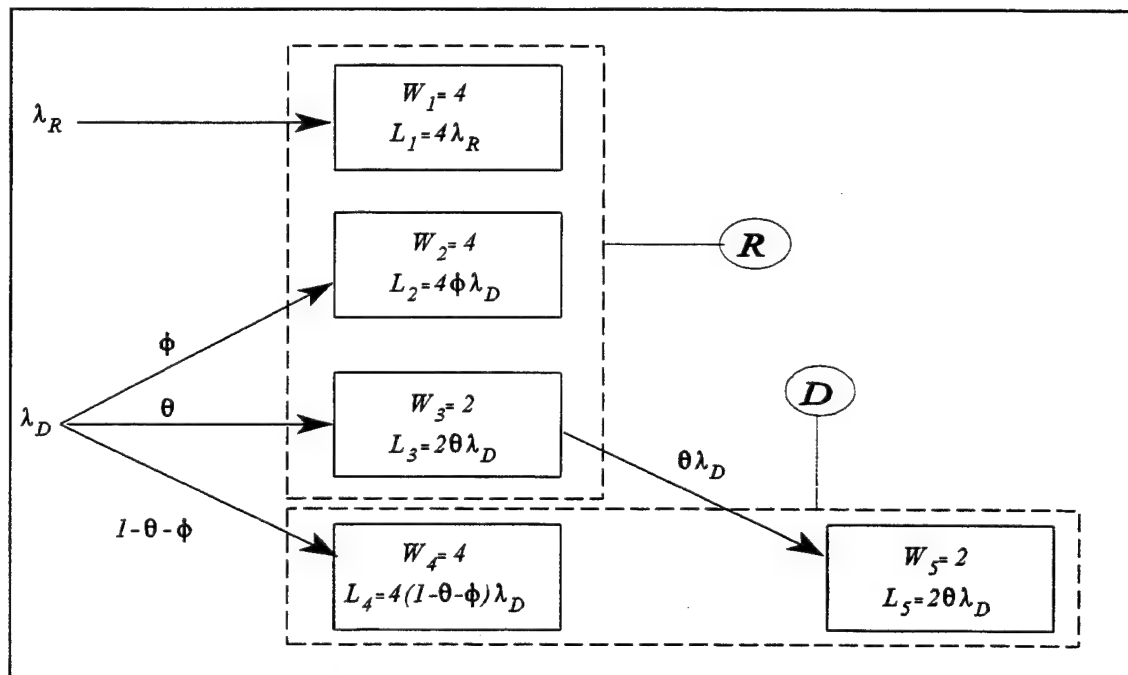 λ_R
W_1 = 4
L_1 = 4λ_R
W_2 = 4
L_2 = 4ϕλ_D
R
ϕ
D
λ_D
θ
W_3 = 2
L_3 = 2θλ_D
θλ_D
1-θ-ϕ
W_4 = 4
L_4 = 4(1-θ-ϕ)λ_D
W_5 = 2
L_5 = 2θλ_D